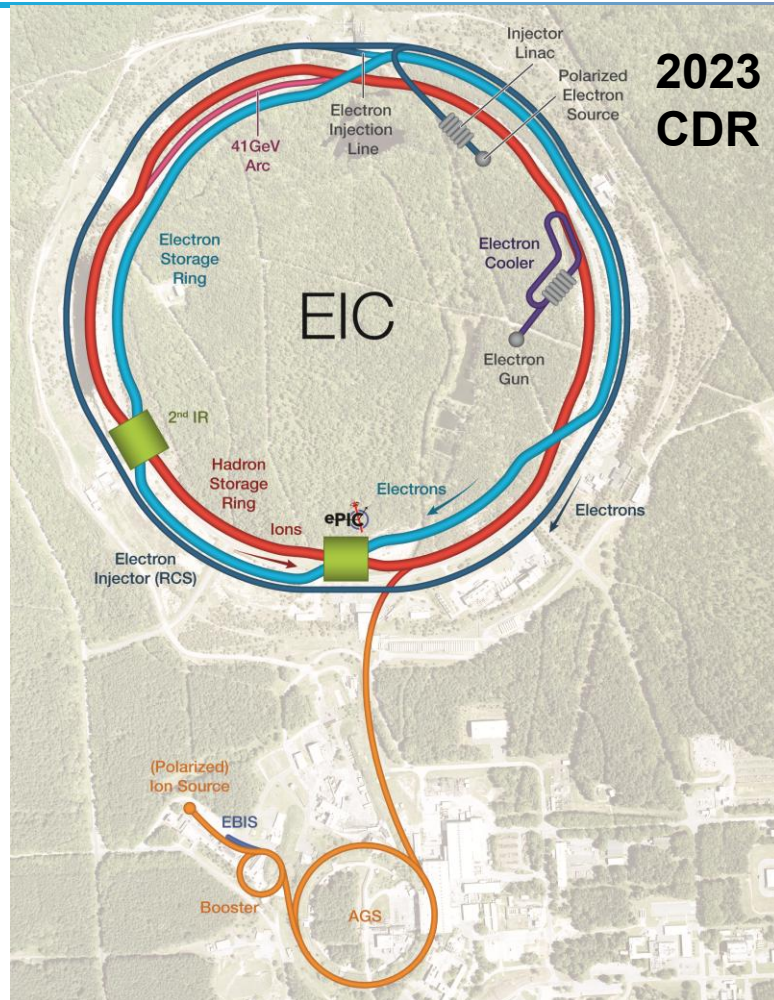 2023
CDR
Injector
Linac
Polarized
Electron
Source
Electron
Injection
Line
41GeV
Arc
Electron
Storage
Ring
Electron
Cooler
EIC
Electron
Gun
2nd IR
Hadron
Storage
Ring
Electrons
ePIC
Ions
Electrons
Electron
Injector (RCS)
(Polarized)
Ion Source
EBIS
Booster
AGS